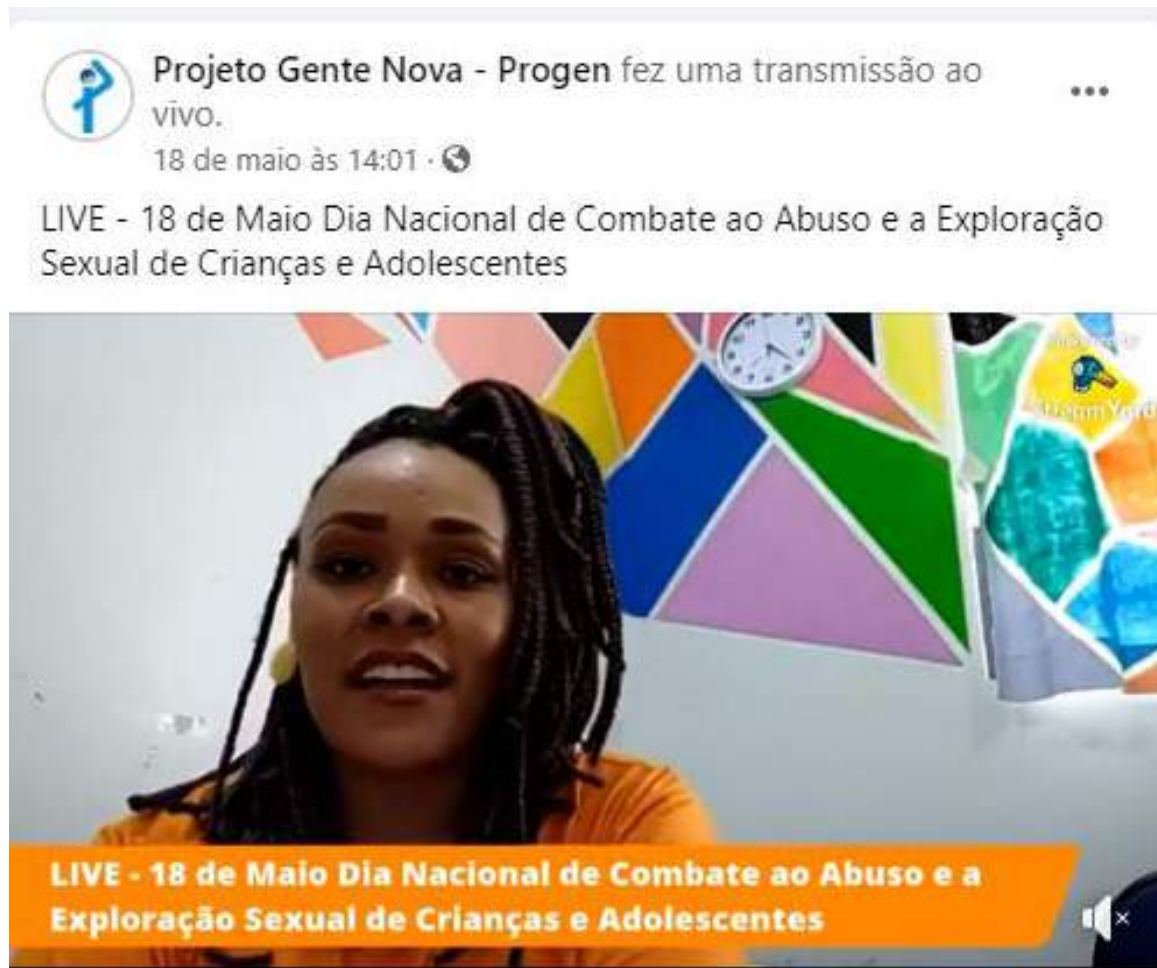 Projeto Gente Nova - Progen fez uma transmissão ao
vivo.
18 de maio às 14:01 ·
LIVE - 18 de Maio Dia Nacional de Combate ao Abuso e a Exploração
Sexual de Crianças e Adolescentes
LIVE - 18 de Maio Dia Nacional de Combate ao Abuso e a
Exploração Sexual de Crianças e Adolescentes